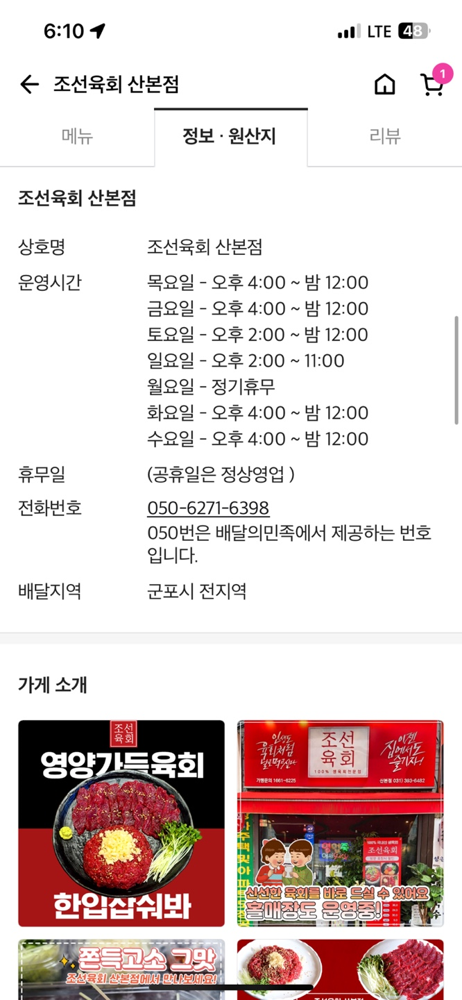 6:10
LTE 48
조선육회 산본점
1
메뉴
정보 · 원산지
리뷰
조선육회 산본점
상호명
조선육회 산본점
운영시간
목요일 - 오후 4:00 ~ 밤 12:00
금요일 - 오후 4:00 ~ 밤 12:00
토요일 - 오후 2:00 ~ 밤 12:00
일요일 - 오후 2:00 ~ 11:00
월요일 - 정기휴무
화요일 - 오후 4:00 ~ 밤 12:00
수요일 - 오후 4:00 ~ 밤 12:00
휴무일
(공휴일은 정상영업 )
전화번호
050-6271-6398
050번은 배달의민족에서 제공하는 번호
입니다.
배달지역
군포시 전지역
가게 소개
조선
육회
영양가득육회
한입잡숴봐
인생도
육회처럼
날로먹고싶다
조선
육회
100% 생육회전문점
이젠
집에서도
즐기자!
가맹문의 1661-6225
산본점 031) 393-6482
영업중
100% 국내산 생육회
조선육회
신선한 육회를 바로 드실 수 있어요
홀매장도 운영중!
쫀득고소 그맛
조선육회 산본점에서 만나보세요!